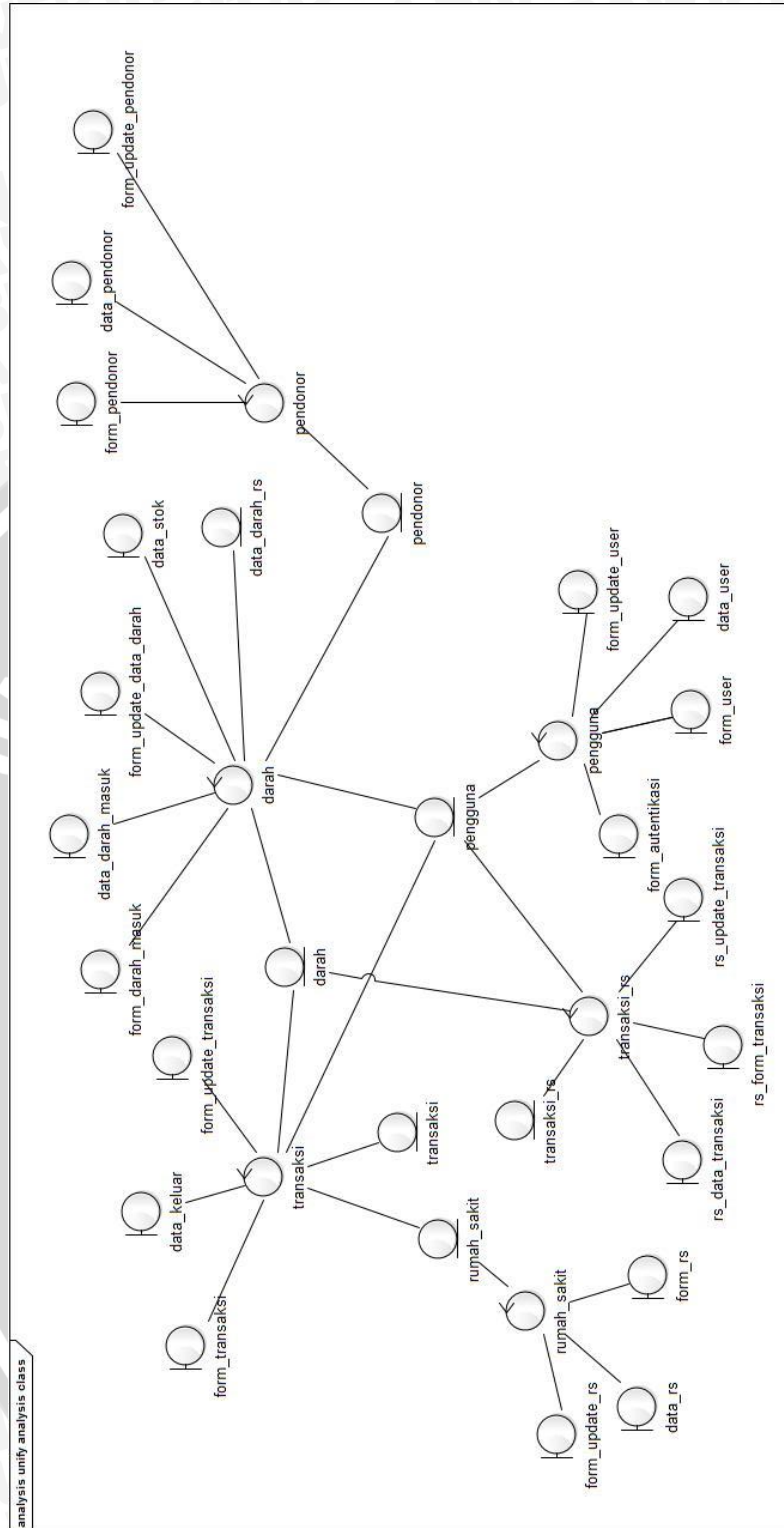 analysis unify analysis class
form_transaksi
data_keluar
form_update_transaksi
form_darah_masuk
data_darah_masuk
form_update_data_darah
data_stok
data_darah_rs
form_pendonor
data_pendonor
form_update_pendonor
transaksi
darah
darah
pendonor
pendonor
transaksi
rumah_sakit
pengguna
rumah_sakit
transaksi_rs
transaksi_rs
pengguna
form_update_user
form_update_rs
data_rs
form_rs
rs_data_transaksi
rs_form_transaksi
rs_update_transaksi
form_autentikasi
form_user
data_user